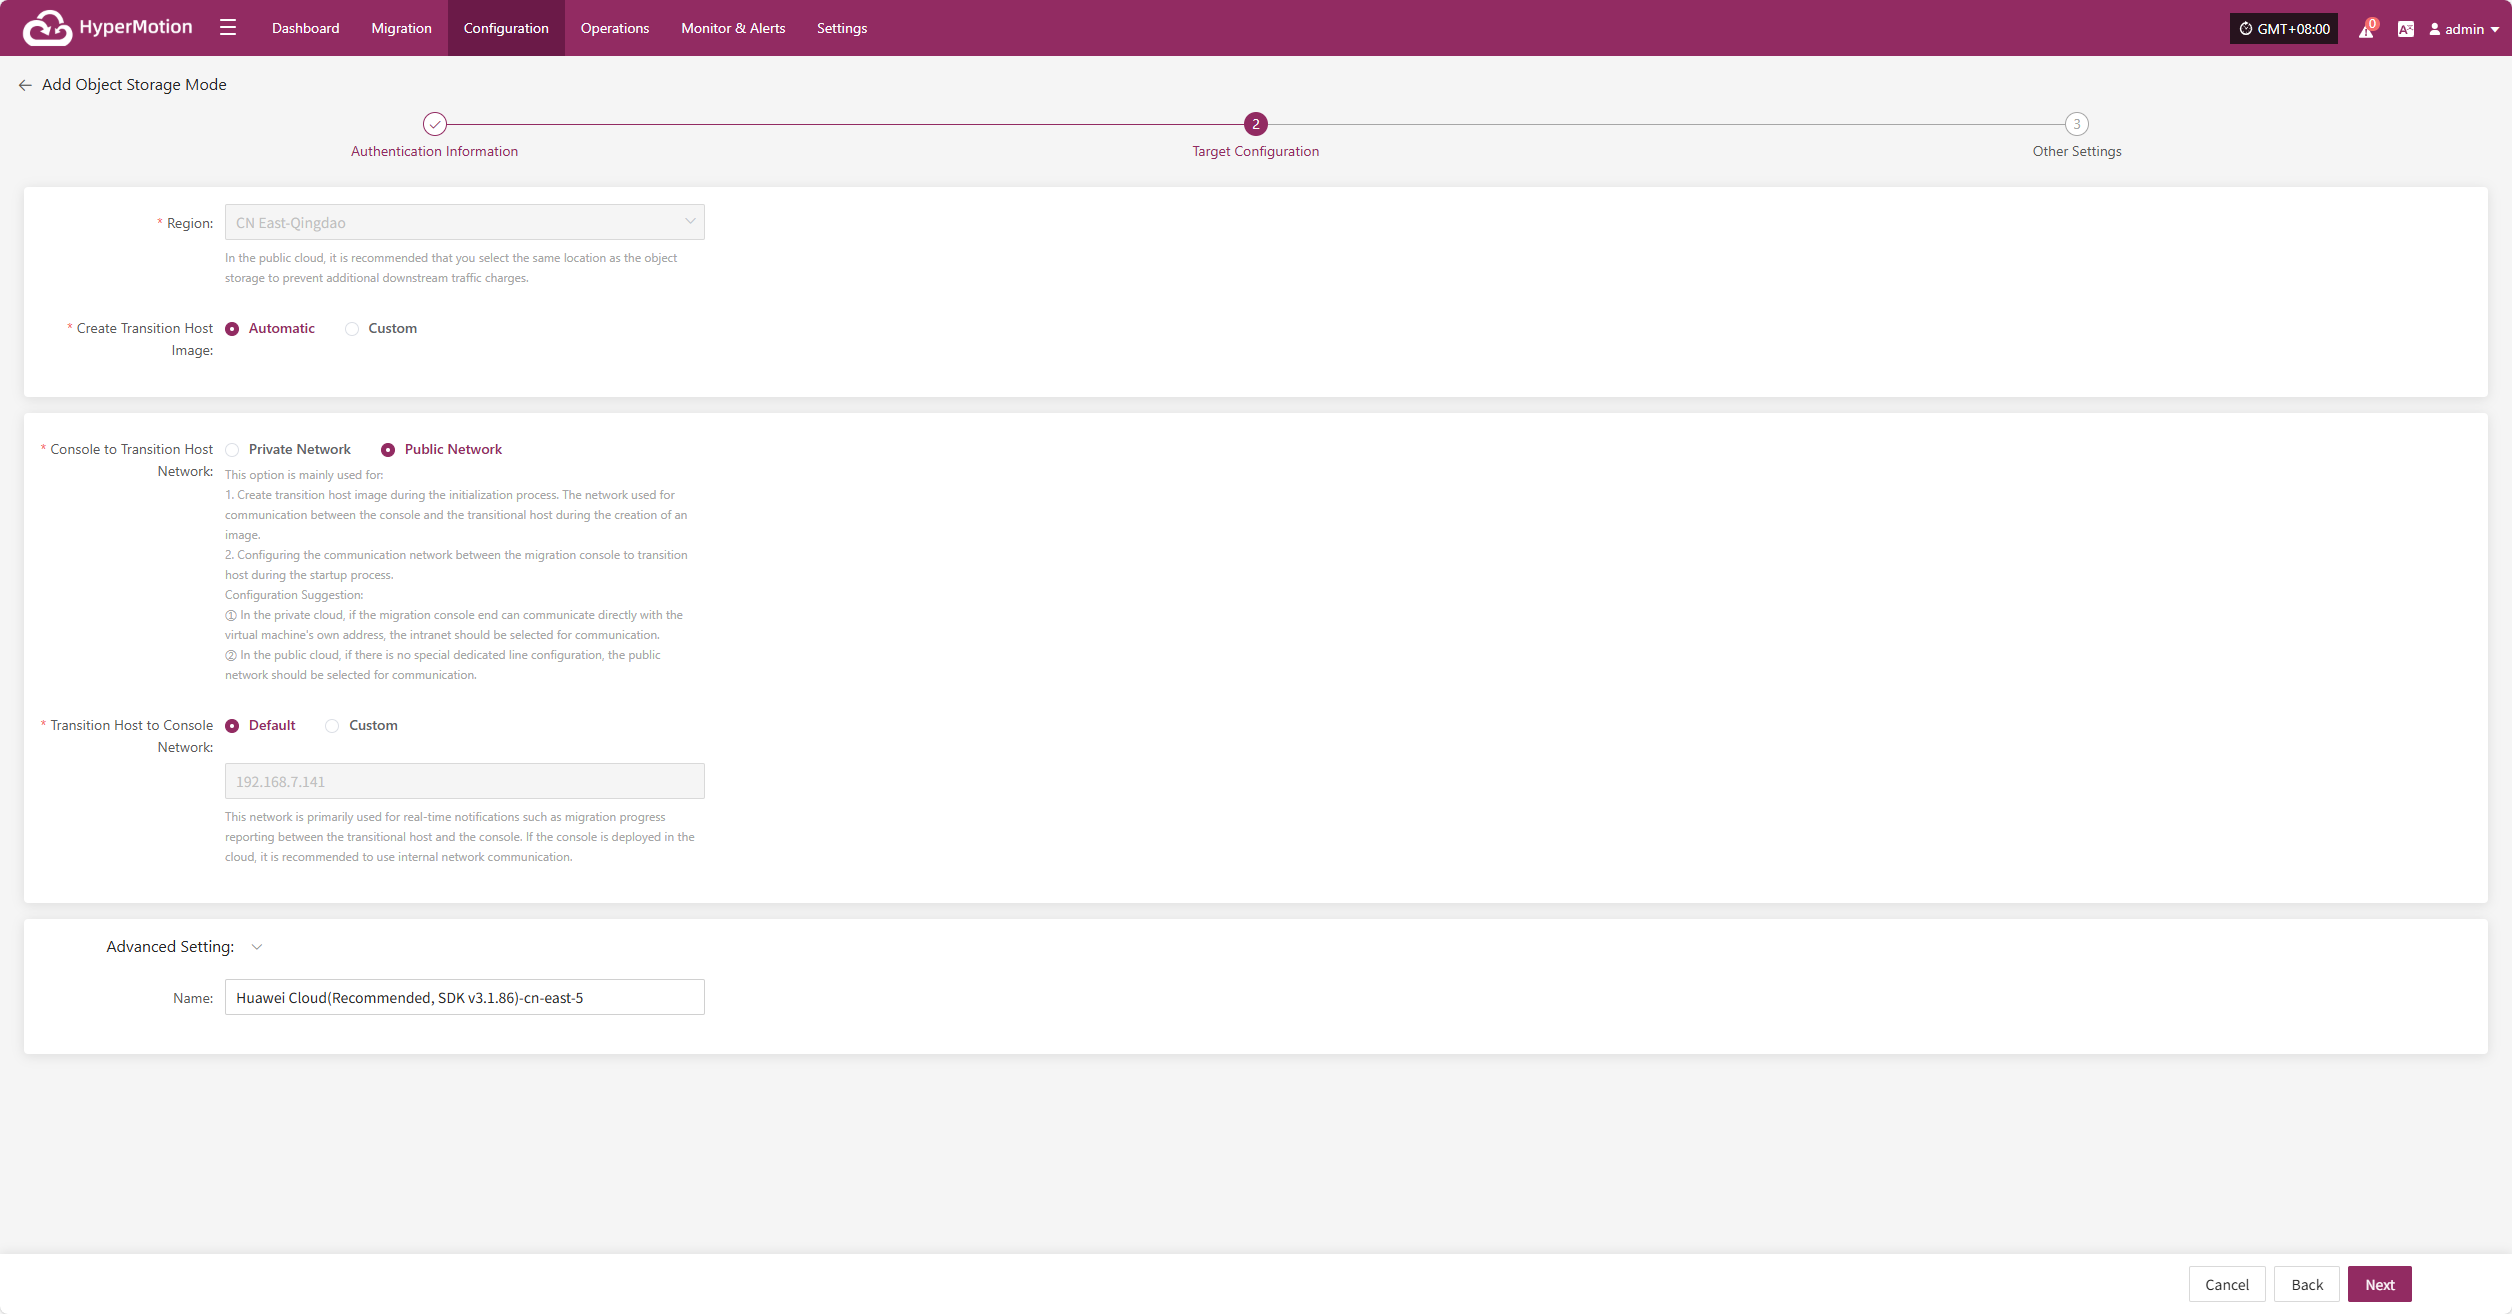 HyperMotion
Dashboard
Migration
Configuration
Operations
Monitor & Alerts
Settings
GMT+08:00
0
admin
Add Object Storage Mode
2
3
Authentication Information
Target Configuration
Other Settings
* Region:
CN East-Qingdao
In the public cloud, it is recommended that you select the same location as the object
storage to prevent additional downstream traffic charges.
* Create Transition Host
Image:
Automatic
Custom
* Console to Transition Host
Network:
Private Network
Public Network
This option is mainly used for:
1. Create transition host image during the initialization process. The network used for
communication between the console and the transitional host during the creation of an
image.
2. Configuring the communication network between the migration console to transition
host during the startup process.
Configuration Suggestion:
① In the private cloud, if the migration console end can communicate directly with the
virtual machine's own address, the intranet should be selected for communication.
② In the public cloud, if there is no special dedicated line configuration, the public
network should be selected for communication.
* Transition Host to Console
Network:
Default
Custom
192.168.7.141
This network is primarily used for real-time notifications such as migration progress
reporting between the transitional host and the console. If the console is deployed in the
cloud, it is recommended to use internal network communication.
Advanced Setting:
Name:
Huawei Cloud(Recommended, SDK v3.1.86)-cn-east-5
Cancel
Back
Next